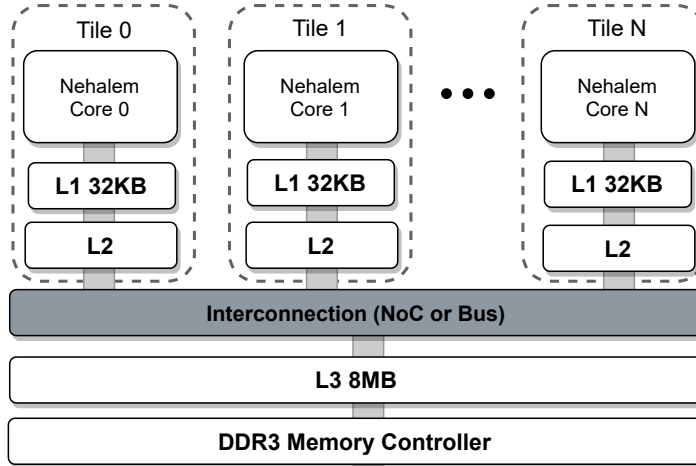 Tile 0
Tile 1
Tile N
Nehalem
Core 0
Nehalem
Core 1
Nehalem
Core N
L1 32KB
L1 32KB
L1 32KB
L2
L2
L2
Interconnection (NoC or Bus)
L3 8MB
DDR3 Memory Controller